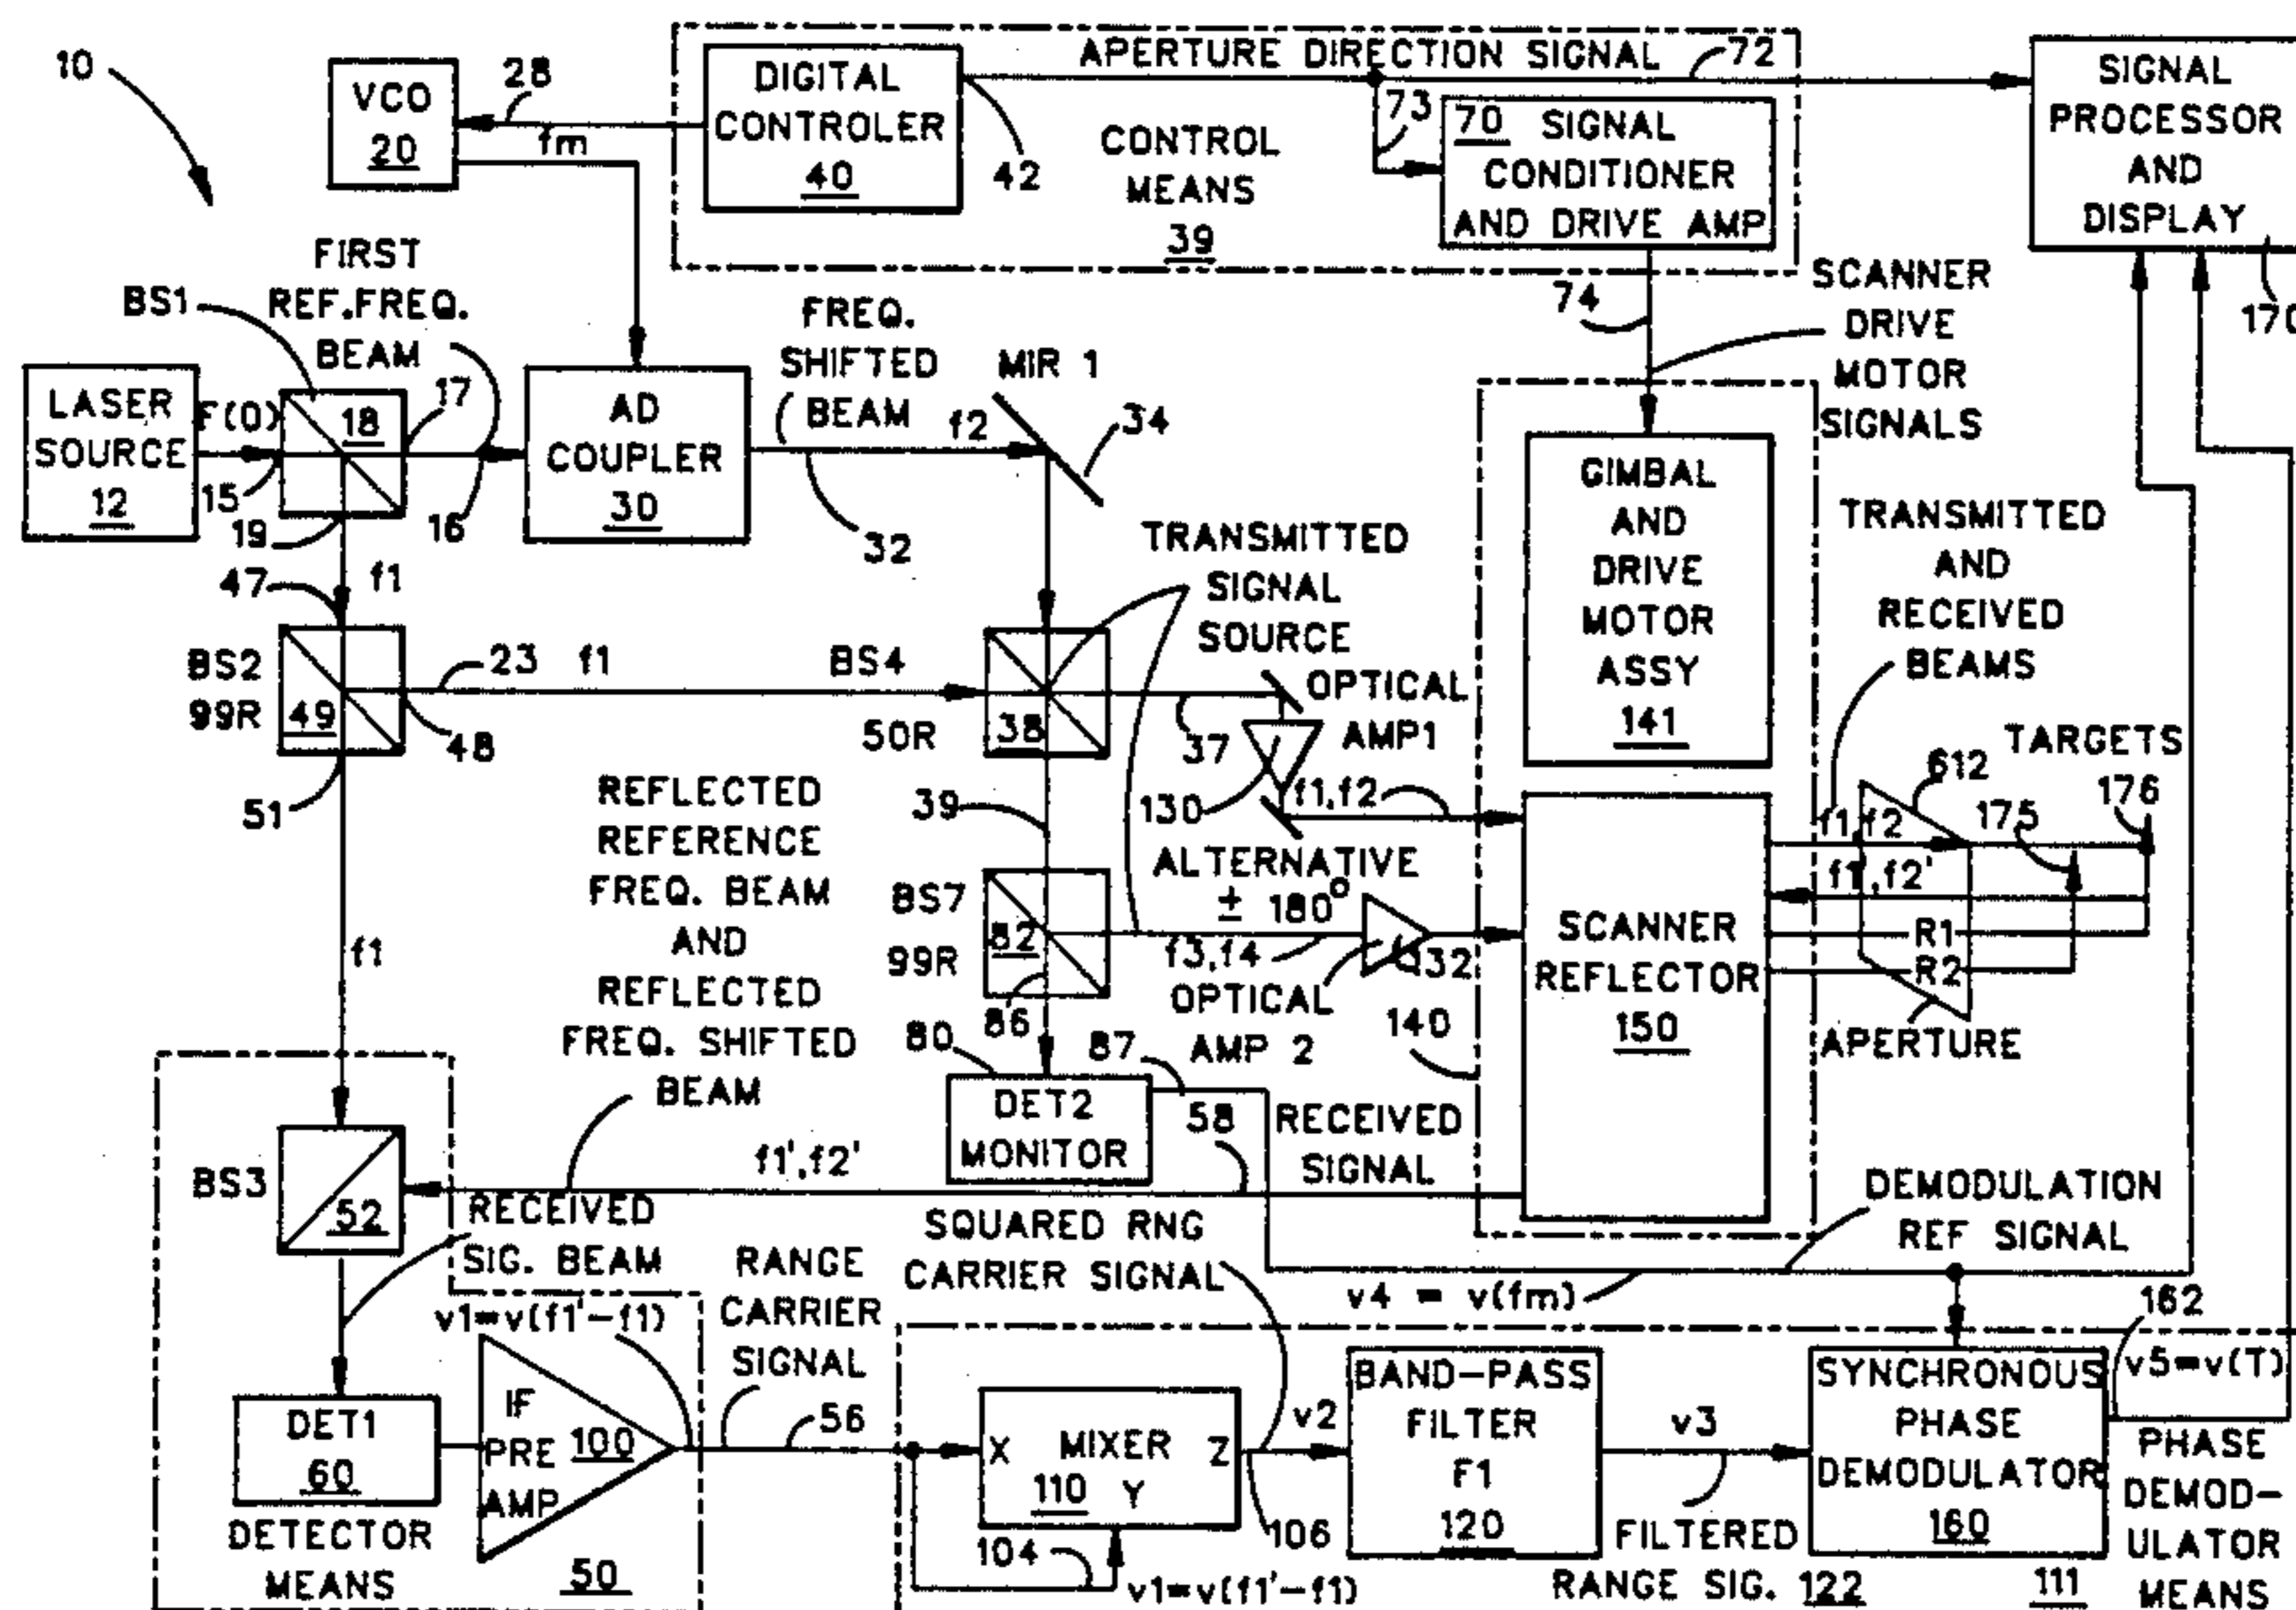 10
VCO
20
28
fm
DIGITAL
CONTROLER
40
42
APERTURE DIRECTION SIGNAL
72
73
CONTROL
MEANS
39
70 SIGNAL
CONDITIONER
AND DRIVE AMP
SIGNAL
PROCESSOR
AND
DISPLAY
170
74
SCANNER
DRIVE
MOTOR
SIGNALS
FIRST
REF.FREQ.
BEAM
BS1
LASER
SOURCE
12
F(0)
15
18
17
19
16
AD
COUPLER
30
FREQ.
SHIFTED
BEAM
f2
32
MIR 1
34
47
f1
BS2
99R
49
23
f1
48
51
BS4
50R
38
TRANSMITTED
SIGNAL
SOURCE
37
OPTICAL
AMP1
130
f1,f2
GIMBAL
AND
DRIVE
MOTOR
ASSY
141
TRANSMITTED
AND
RECEIVED
BEAMS
TARGETS
612
176
175
f1,f2
f1',f2'
R1
R2
APERTURE
SCANNER
REFLECTOR
150
140
39
ALTERNATIVE
± 180°
BS7
99R
82
f3,f4
132
OPTICAL
AMP 2
86
80
87
DET2
MONITOR
f1
REFLECTED
REFERENCE
FREQ. BEAM
AND
REFLECTED
FREQ. SHIFTED
BEAM
58
RECEIVED
SIGNAL
f1',f2'
BS3
52
RECEIVED
SIG. BEAM
DEMODULATION
REF SIGNAL
v4 = v(fm)
SQUARED RNG
CARRIER SIGNAL
RANGE
CARRIER
SIGNAL
v1=v(f1'-f1)
56
DET1
60
DETECTOR
MEANS
IF
PRE 100
AMP
50
X MIXER Z
110 Y
104
v1=v(f1'-f1)
106
v2
BAND-PASS
FILTER
F1
120
v3
FILTERED
RANGE SIG. 122
SYNCHRONOUS
PHASE
DEMODULATOR
160
162
v5=v(T)
PHASE
DEMOD-
ULATOR
MEANS
111